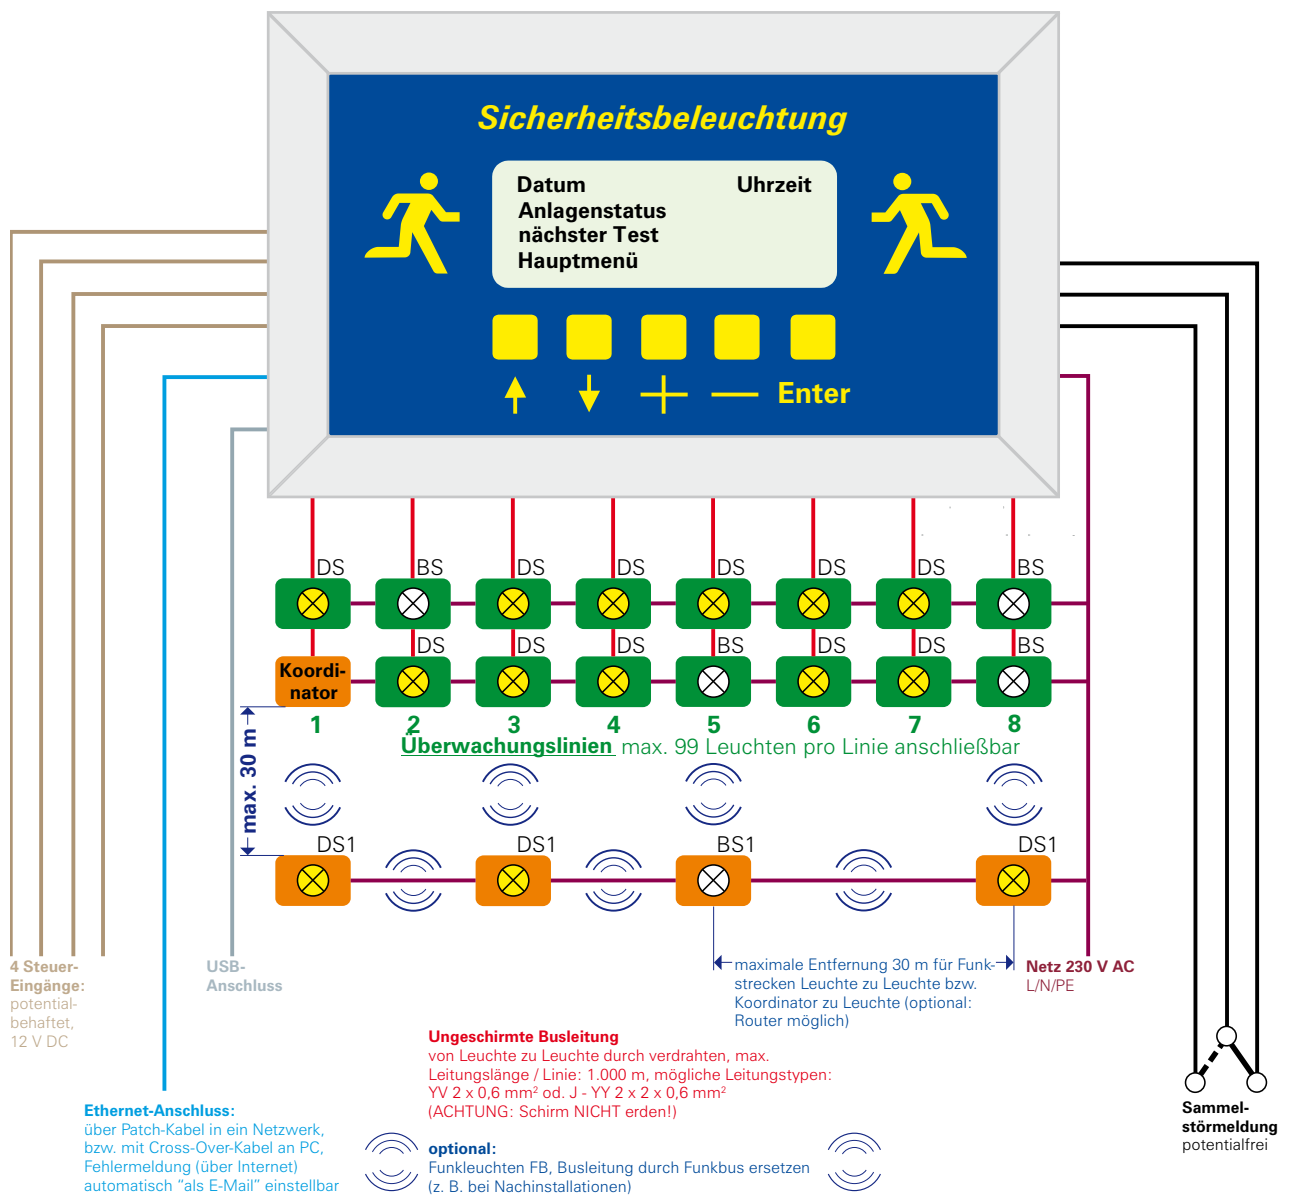 Sicherheitsbeleuchtung
Datum Uhrzeit
Anlagenstatus
nächster Test
Hauptmenü
Enter
DS BS DS DS DS DS DS BS
DS DS DS BS DS DS BS
Koordi-
nator
1 2 3 4 5 6 7 8
Überwachungslinien max. 99 Leuchten pro Linie anschließbar
max. 30 m
DS1 DS1 BS1 DS1
4 Steuer-
Eingänge:
potential-
behaftet,
12 V DC
USB-
Anschluss
maximale Entfernung 30 m für Funk-
strecken Leuchte zu Leuchte bzw.
Koordinator zu Leuchte (optional:
Router möglich)
Netz 230 V AC
L/N/PE
Ungeschirmte Busleitung
von Leuchte zu Leuchte durch verdrahten, max.
Leitungslänge / Linie: 1.000 m, mögliche Leitungstypen:
YV 2 x 0,6 mm² od. J - YY 2 x 2 x 0,6 mm²
(ACHTUNG: Schirm NICHT erden!)
Ethernet-Anschluss:
über Patch-Kabel in ein Netzwerk,
bzw. mit Cross-Over-Kabel an PC,
Fehlermeldung (über Internet)
automatisch "als E-Mail" einstellbar
optional:
Funkleuchten FB, Busleitung durch Funkbus ersetzen
(z. B. bei Nachinstallationen)
Sammel-
störmeldung
potentialfrei